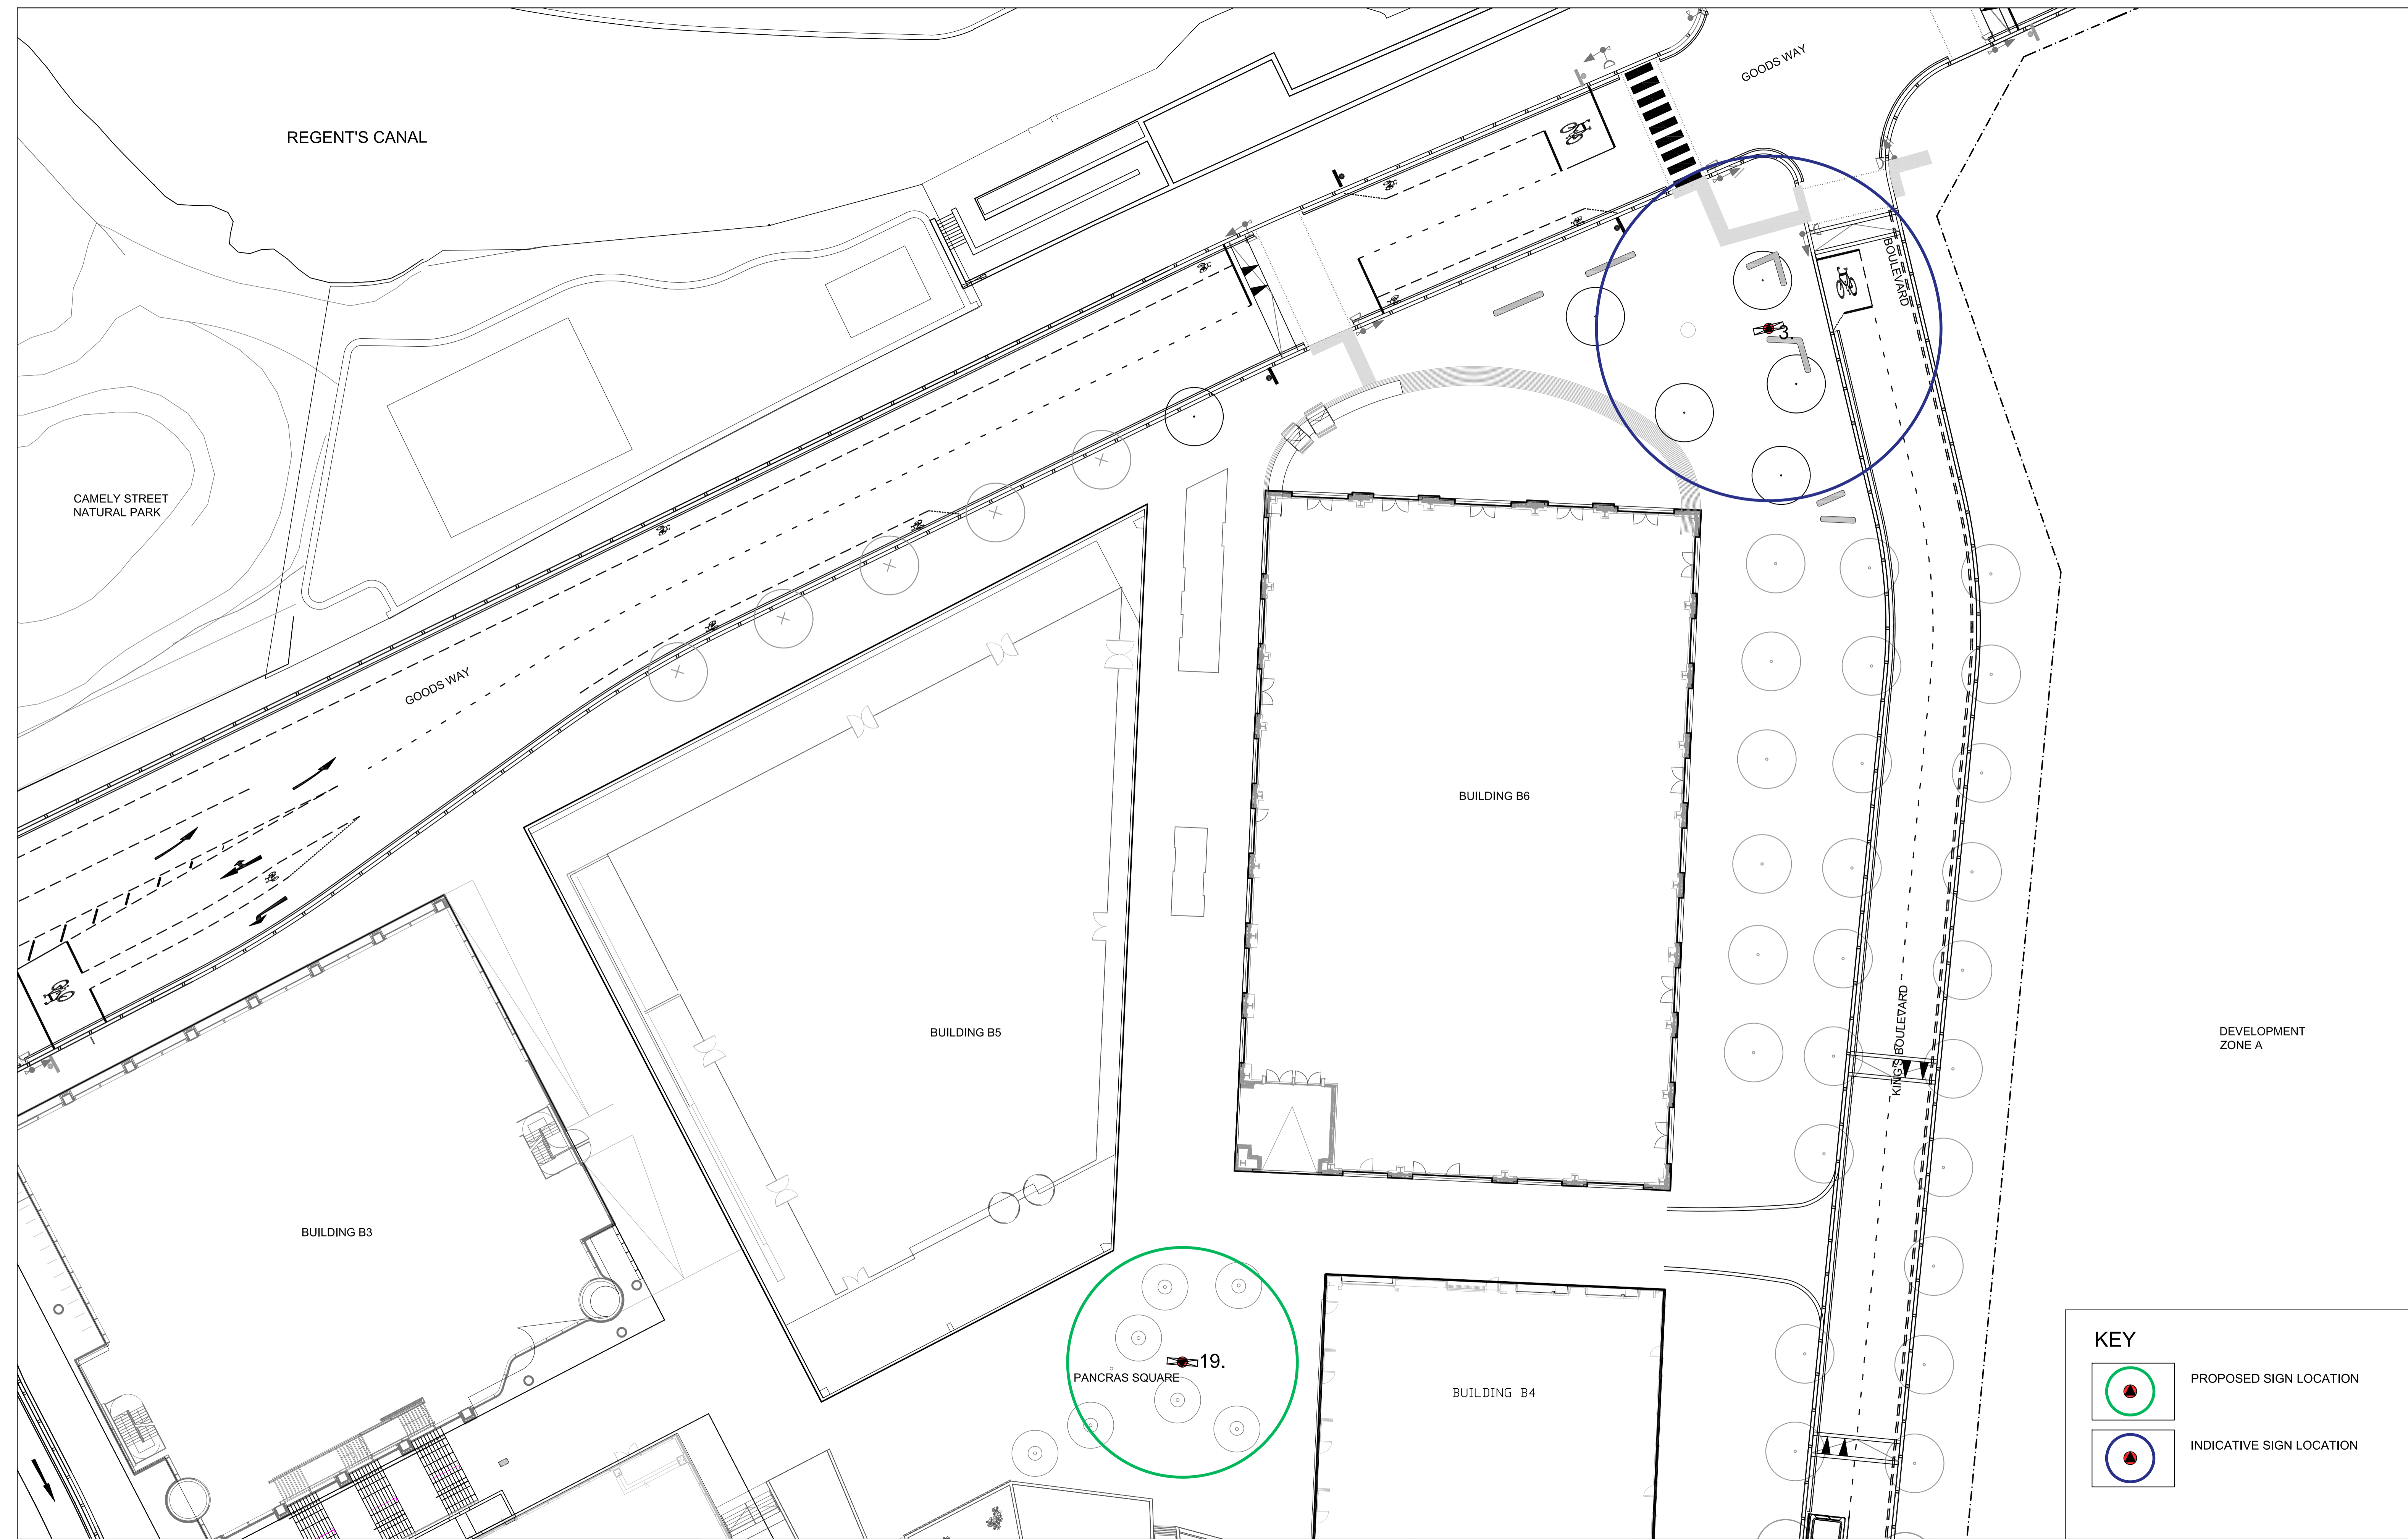 GOODS WAY
REGENT'S CANAL
BOULEVARD
3.
CAMELY STREET
NATURAL PARK
GOODS WAY
BUILDING B6
KING'S BOULEVARD
BUILDING B5
DEVELOPMENT
ZONE A
BUILDING B3
19.
PANCRAS SQUARE
BUILDING B4
KEY
PROPOSED SIGN LOCATION
INDICATIVE SIGN LOCATION